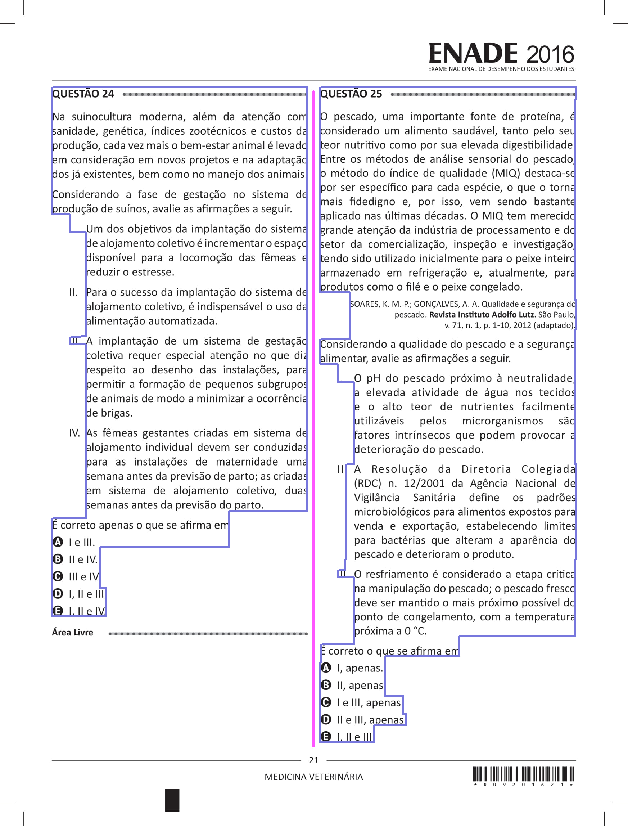 ENADE 2016
EXAME NACIONAL DE DESEMPENHO DOS ESTUDANTES
QUESTÃO 24
Na suinocultura moderna, além da atenção com
sanidade, genética, índices zootécnicos e custos da
produção, cada vez mais o bem-estar animal é levado
em consideração em novos projetos e na adaptação
dos já existentes, bem como no manejo dos animais.
Considerando a fase de gestação no sistema de
produção de suínos, avalie as afirmações a seguir.
Um dos objetivos da implantação do sistema
de alojamento coletivo é incrementar o espaço
disponível para a locomoção das fêmeas e
reduzir o estresse.
II. Para o sucesso da implantação do sistema de
alojamento coletivo, é indispensável o uso da
alimentação automatizada.
III. A implantação de um sistema de gestação
coletiva requer especial atenção no que diz
respeito ao desenho das instalações, para
permitir a formação de pequenos subgrupos
de animais de modo a minimizar a ocorrência
de brigas.
IV. As fêmeas gestantes criadas em sistema de
alojamento individual devem ser conduzidas
para as instalações de maternidade uma
semana antes da previsão de parto; as criadas
em sistema de alojamento coletivo, duas
semanas antes da previsão do parto.
É correto apenas o que se afirma em
A I e III.
B II e IV.
C III e IV.
D I, II e III.
E I, II e IV.
Área Livre
QUESTÃO 25
O pescado, uma importante fonte de proteína, é
considerado um alimento saudável, tanto pelo seu
teor nutritivo como por sua elevada digestibilidade.
Entre os métodos de análise sensorial do pescado,
o método do índice de qualidade (MIQ) destaca-se
por ser específico para cada espécie, o que o torna
mais fidedigno e, por isso, vem sendo bastante
aplicado nas últimas décadas. O MIQ tem merecido
grande atenção da indústria de processamento e do
setor da comercialização, inspeção e investigação,
tendo sido utilizado inicialmente para o peixe inteiro
armazenado em refrigeração e, atualmente, para
produtos como o filé e o peixe congelado.
SOARES, K. M. P.; GONÇALVES, A. A. Qualidade e segurança do
pescado. Revista Instituto Adolfo Lutz. São Paulo,
v. 71, n. 1, p. 1-10, 2012 (adaptado).
Considerando a qualidade do pescado e a segurança
alimentar, avalie as afirmações a seguir.
O pH do pescado próximo à neutralidade,
a elevada atividade de água nos tecidos
e o alto teor de nutrientes facilmente
utilizáveis pelos microrganismos são
fatores intrínsecos que podem provocar a
deterioração do pescado.
II. A Resolução da Diretoria Colegiada
(RDC) n. 12/2001 da Agência Nacional de
Vigilância Sanitária define os padrões
microbiológicos para alimentos expostos para
venda e exportação, estabelecendo limites
para bactérias que alteram a aparência do
pescado e deterioram o produto.
III. O resfriamento é considerado a etapa crítica
na manipulação do pescado; o pescado fresco
deve ser mantido o mais próximo possível do
ponto de congelamento, com a temperatura
próxima a 0 °C.
É correto o que se afirma em
A I, apenas.
B II, apenas.
C I e III, apenas.
D II e III, apenas.
E I, II e III.
21
MEDICINA VETERINÁRIA